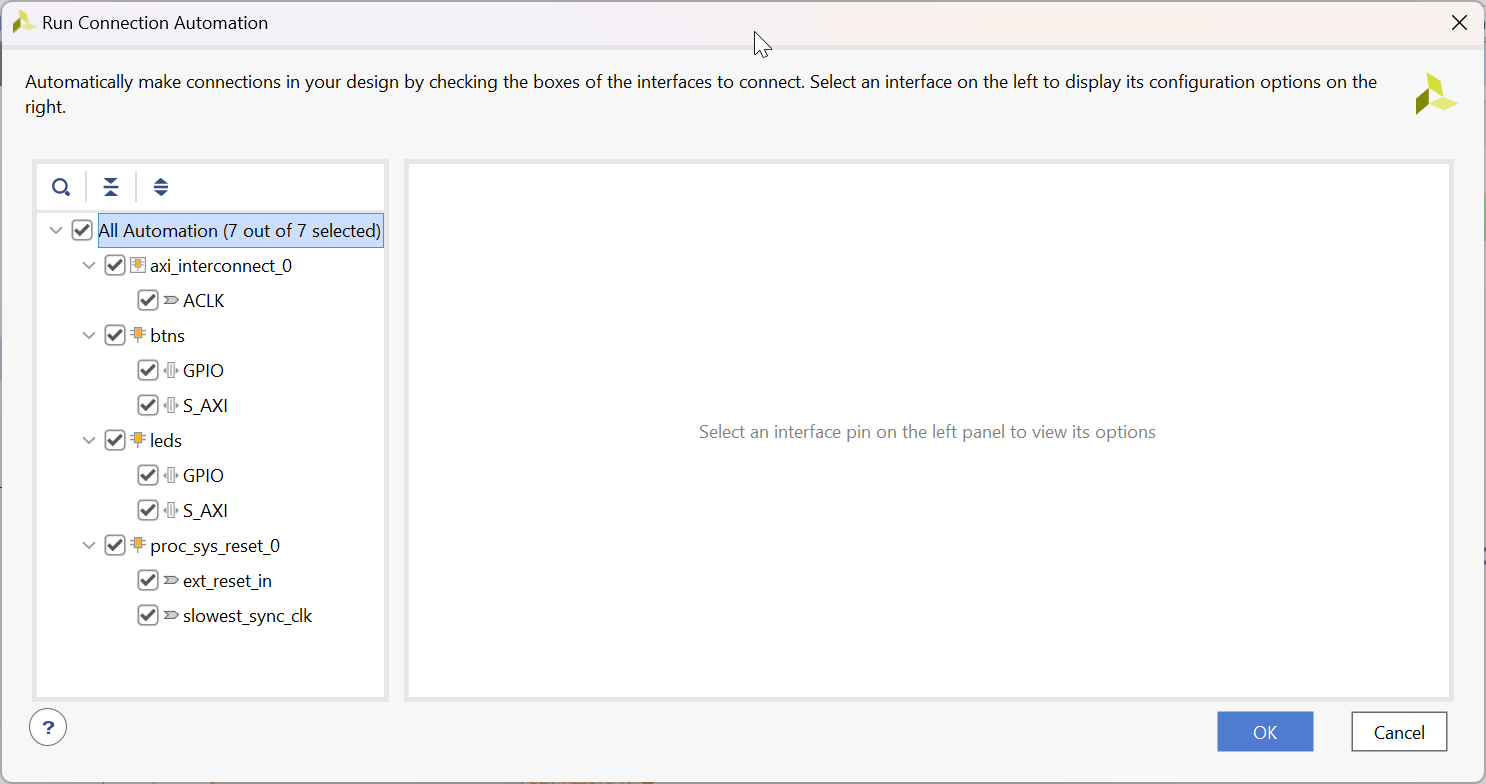 Run Connection Automation
Automatically make connections in your design by checking the boxes of the interfaces to connect. Select an interface on the left to display its configuration options on the
right.
All Automation (7 out of 7 selected)
axi_interconnect_0
ACLK
btns
GPIO
S_AXI
leds
GPIO
S_AXI
proc_sys_reset_0
ext_reset_in
slowest_sync_clk
Select an interface pin on the left panel to view its options
?
OK
Cancel